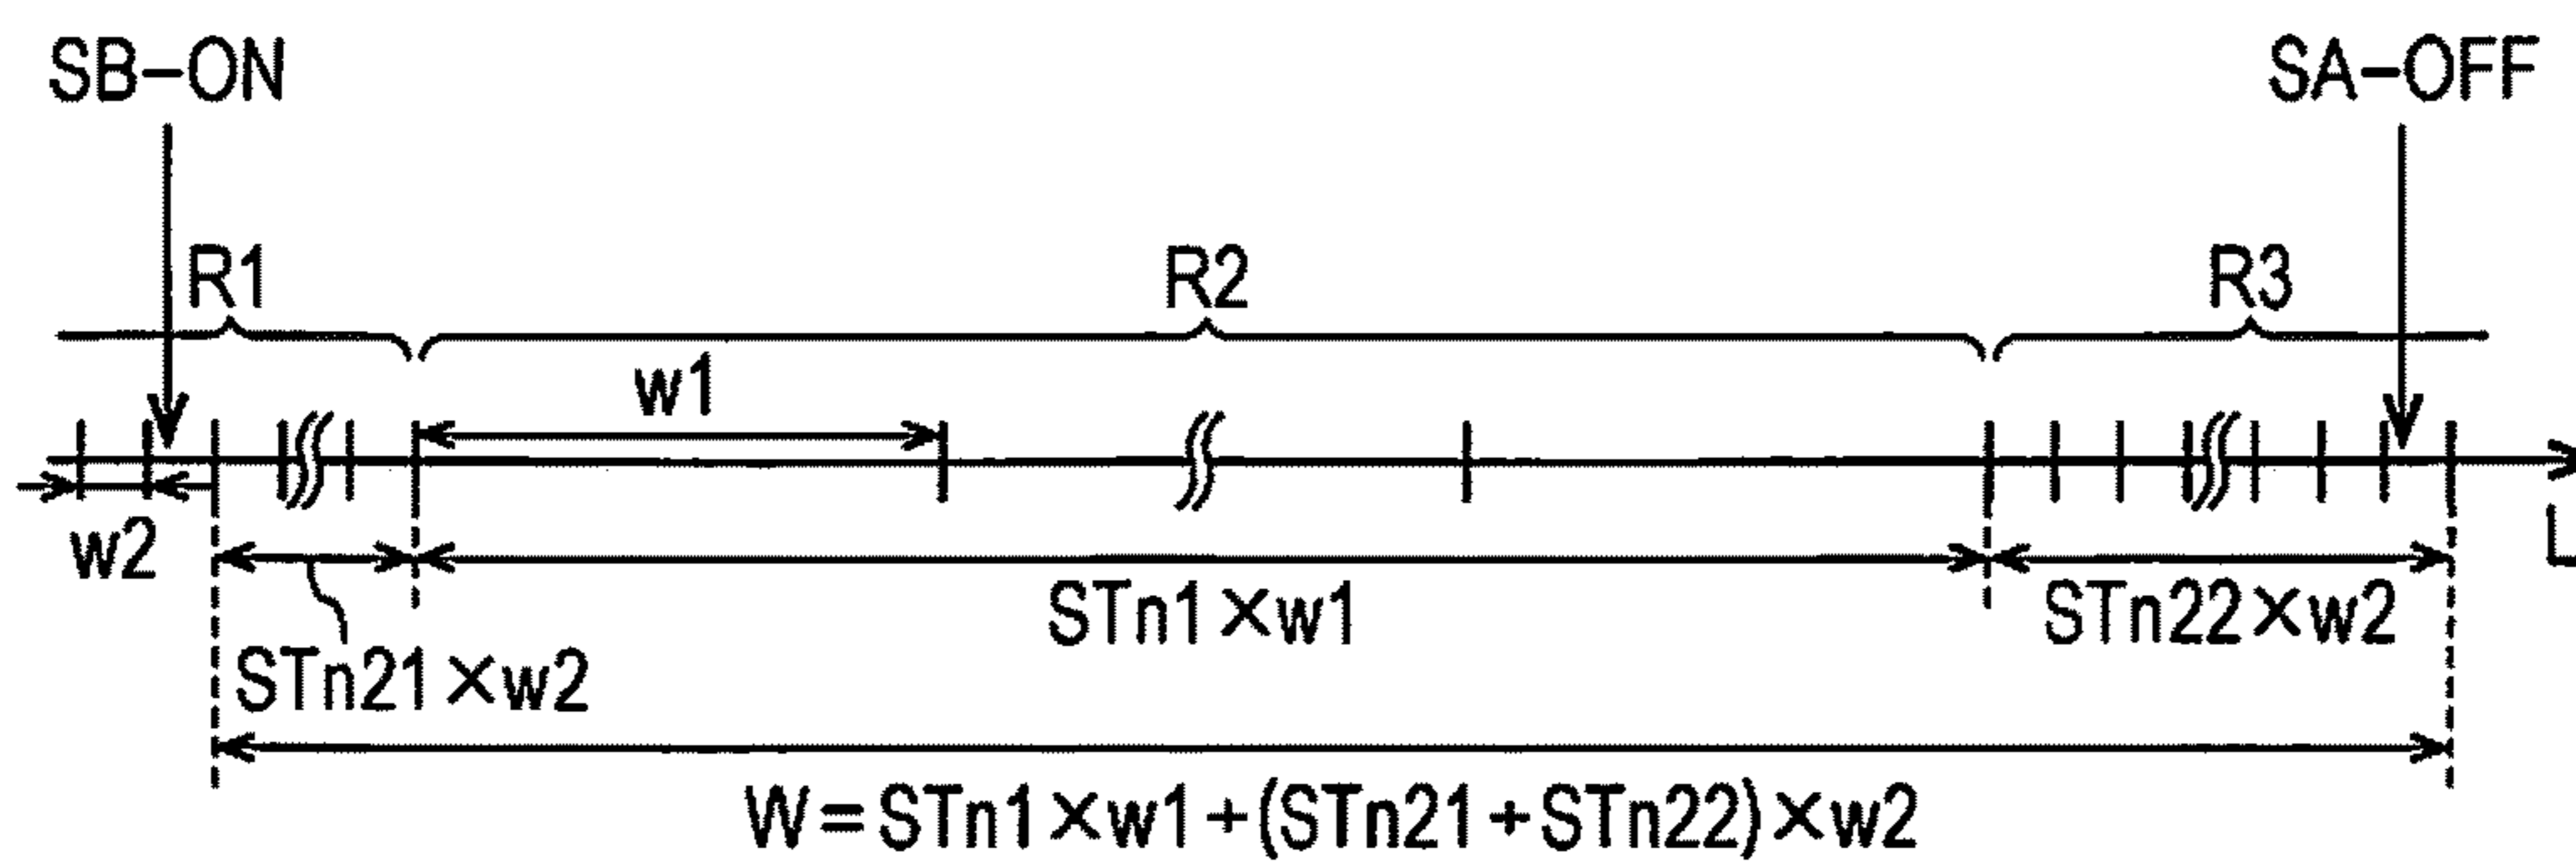 SB-ON
SA-OFF
R1
R2
R3
w1
w2
L
STn1×w1
STn22×w2
STn21×w2
W=STn1×w1+(STn21+STn22)×w2